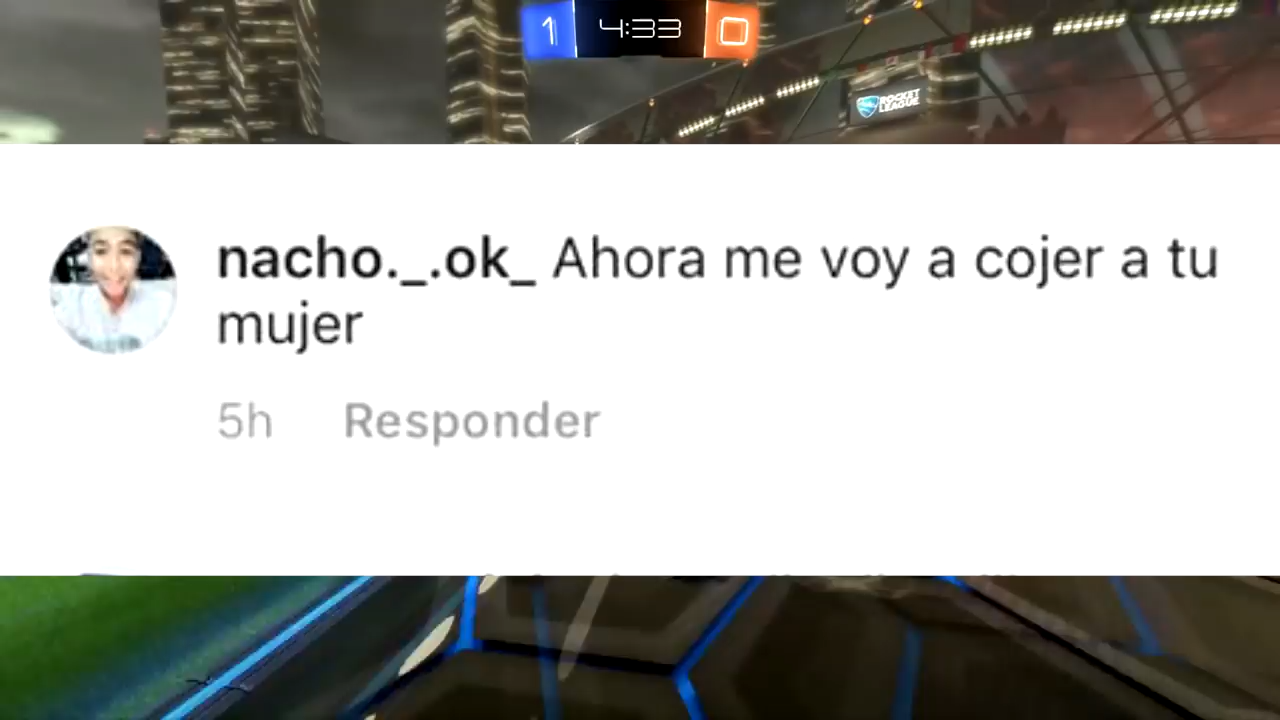 1 4:33 0
ROCKET
LEAGUE
nacho._.ok_ Ahora me voy a cojer a tu
mujer
5h Responder